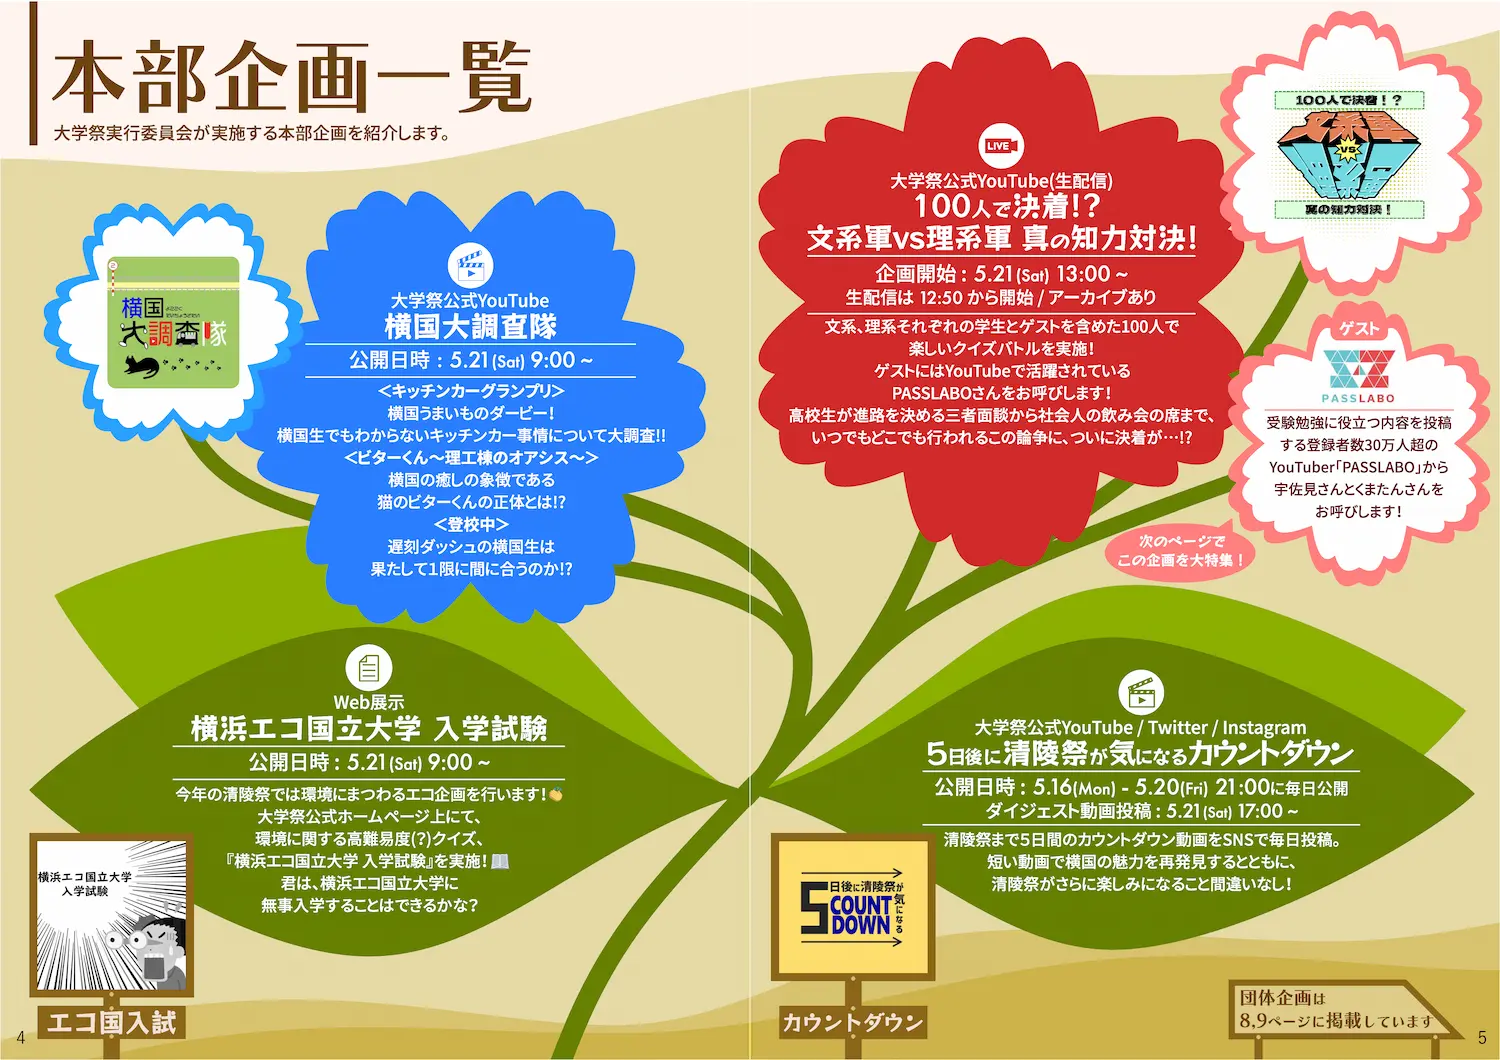 本部企画一覧
大学祭実行委員会が実施する本部企画を紹介します。
横国
大調査隊
大学祭公式YouTube
横国大調査隊
公開日時：5.21(Sat) 9:00～
＜キッチンカーグランプリ＞
横国うまいものダービー！
横国生でもわからないキッチンカー事情について大調査!!
＜ビターくん～理工棟のオアシス～＞
横国の癒しの象徴である
猫のビターくんの正体とは!?
＜登校中＞
遅刻ダッシュの横国生は
果たして1限に間に合うのか!?
LIVE
大学祭公式YouTube(生配信)
100人で決着!?
文系軍vs理系軍 真の知力対決!
企画開始：5.21(Sat) 13:00～
生配信は 12:50 から開始 / アーカイブあり
文系、理系それぞれの学生とゲストを含めた100人で
楽しいクイズバトルを実施！
ゲストにはYouTubeで活躍されている
PASSLABOさんをお呼びします！
高校生が進路を決める三者面談から社会人の飲み会の席まで、
いつでもどこでも行われるこの論争に、ついに決着が…!?
100人で決着！？
文系軍
VS
理系軍
真の知力対決！
ゲスト
PASSLABO
受験勉強に役立つ内容を投稿
する登録者数30万人超の
YouTuber「PASSLABO」から
宇佐見さんとくまたんさんを
お呼びします！
次のページで
この企画を大特集！
Web展示
横浜エコ国立大学 入学試験
公開日時：5.21(Sat) 9:00～
今年の清陵祭では環境にまつわるエコ企画を行います！
大学祭公式ホームページ上にて、
環境に関する高難易度(？)クイズ、
『横浜エコ国立大学 入学試験』を実施！
君は、横浜エコ国立大学に
無事入学することはできるかな？
横浜エコ国立大学
入学試験
エコ国入試
大学祭公式YouTube / Twitter / Instagram
5日後に清陵祭が気になるカウントダウン
公開日時：5.16(Mon) - 5.20(Fri) 21:00に毎日公開
ダイジェスト動画投稿：5.21(Sat) 17:00～
清陵祭まで5日間のカウントダウン動画をSNSで毎日投稿。
短い動画で横国の魅力を再発見するとともに、
清陵祭がさらに楽しみになること間違いなし！
5日後に清陵祭が
気になる
COUNT
DOWN
カウントダウン
団体企画は
8,9ページに掲載しています
4
5